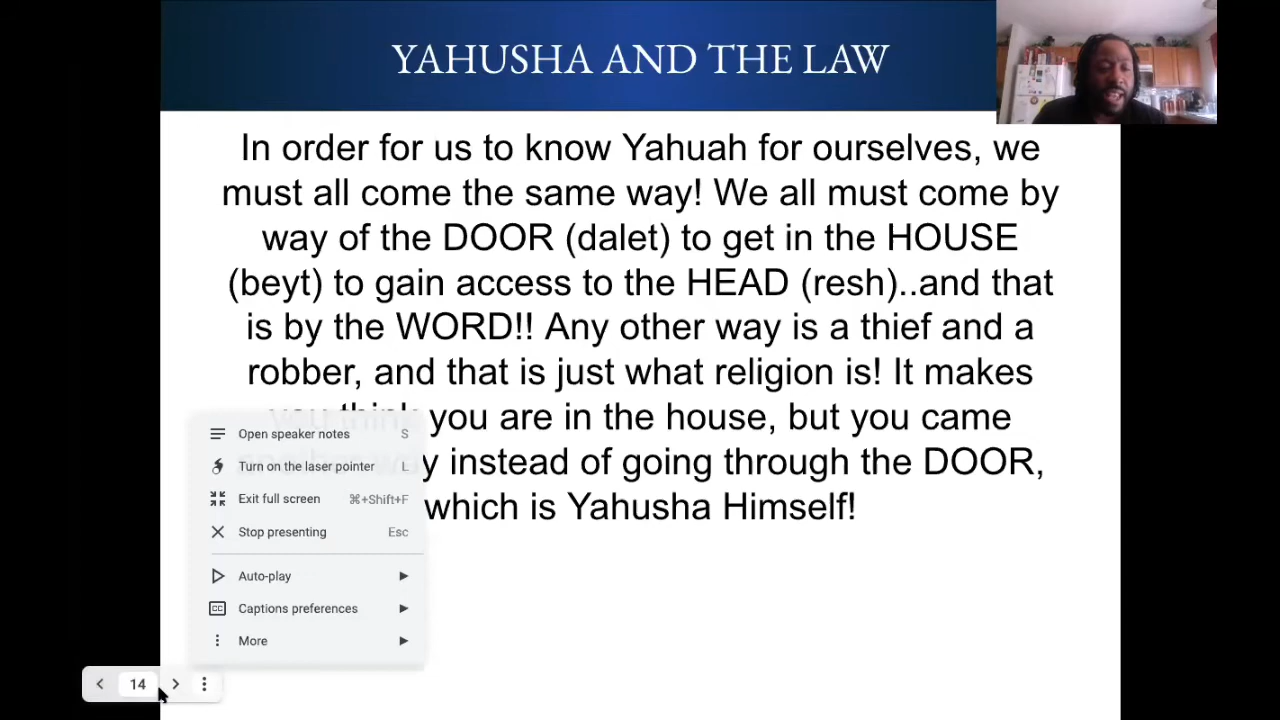 YAHUSHA AND THE LAW
In order for us to know Yahuah for ourselves, we
must all come the same way! We all must come by
way of the DOOR (dalet) to get in the HOUSE
(beyt) to gain access to the HEAD (resh)..and that
is by the WORD!! Any other way is a thief and a
robber, and that is just what religion is! It makes
you think you are in the house, but you came
instead of going through the DOOR,
which is Yahusha Himself!
Open speaker notes S
Turn on the laser pointer L
Exit full screen ⌘+Shift+F
Stop presenting Esc
Auto-play
CC Captions preferences
More
14